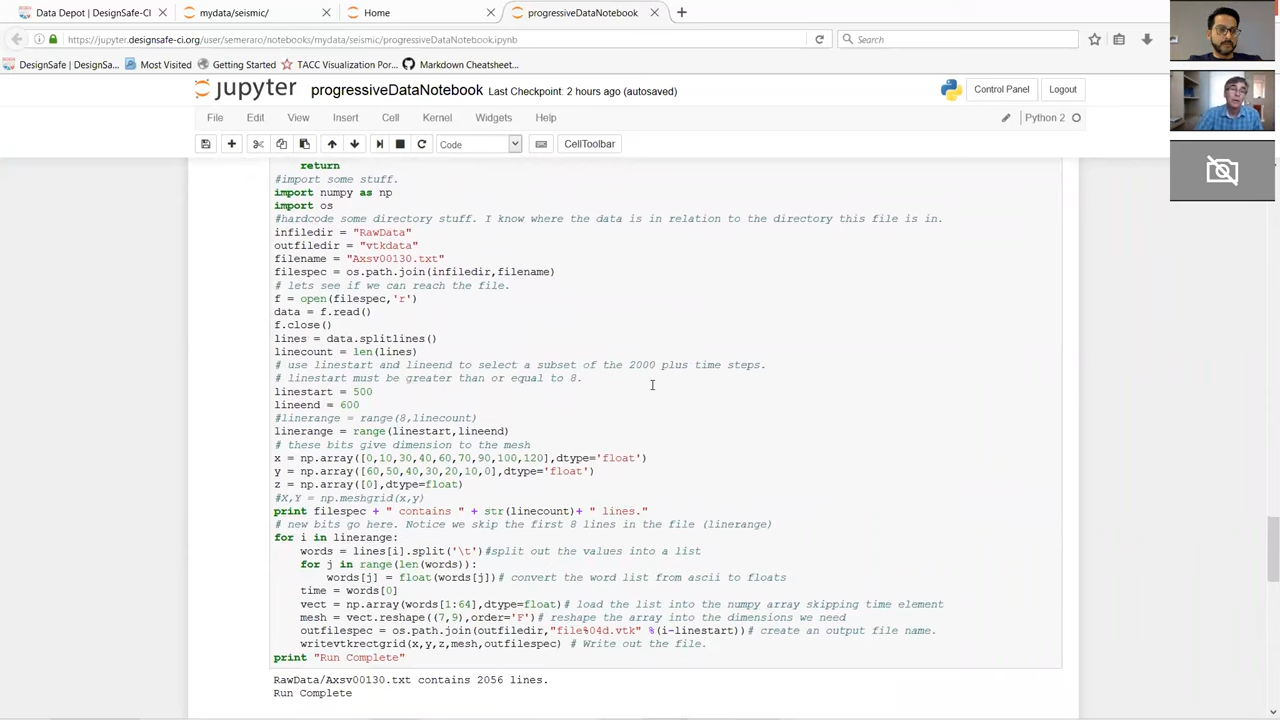 Data Depot | DesignSafe-CI
mydata/seismic/
Home
progressiveDataNotebook
https://jupyter.designsafe-ci.org/user/semeraro/notebooks/mydata/seismic/progressiveDataNotebook.ipynb
Search
DesignSafe | DesignSa...
Most Visited
Getting Started
TACC Visualization Por...
Markdown Cheatsheet...
jupyter progressiveDataNotebook Last Checkpoint: 2 hours ago (autosaved)
Control Panel
Logout
File Edit View Insert Cell Kernel Widgets Help
Python 2
Code
CellToolbar
return
#import some stuff.
import numpy as np
import os
#hardcode some directory stuff. I know where the data is in relation to the directory this file is in.
infiledir = "RawData"
outfiledir = "vtkdata"
filename = "Axsv00130.txt"
filespec = os.path.join(infiledir,filename)
# lets see if we can reach the file.
f = open(filespec,'r')
data = f.read()
f.close()
lines = data.splitlines()
linecount = len(lines)
# use linestart and lineend to select a subset of the 2000 plus time steps.
# linestart must be greater than or equal to 8.
linestart = 500
lineend = 600
#linerange = range(8,linecount)
linerange = range(linestart,lineend)
# these bits give dimension to the mesh
x = np.array([0,10,30,40,60,70,90,100,120],dtype='float')
y = np.array([60,50,40,30,20,10,0],dtype='float')
z = np.array([0],dtype=float)
#X,Y = np.meshgrid(x,y)
print filespec + " contains " + str(linecount)+ " lines."
# new bits go here. Notice we skip the first 8 lines in the file (linerange)
for i in linerange:
words = lines[i].split('\t')#split out the values into a list
for j in range(len(words)):
words[j] = float(words[j])# convert the word list from ascii to floats
time = words[0]
vect = np.array(words[1:64],dtype=float)# load the list into the numpy array skipping time element
mesh = vect.reshape((7,9),order='F')# reshape the array into the dimensions we need
outfilespec = os.path.join(outfiledir,"file%04d.vtk" %(i-linestart))# create an output file name.
writevtkrectgrid(x,y,z,mesh,outfilespec) # Write out the file.
print "Run Complete"
RawData/Axsv00130.txt contains 2056 lines.
Run Complete